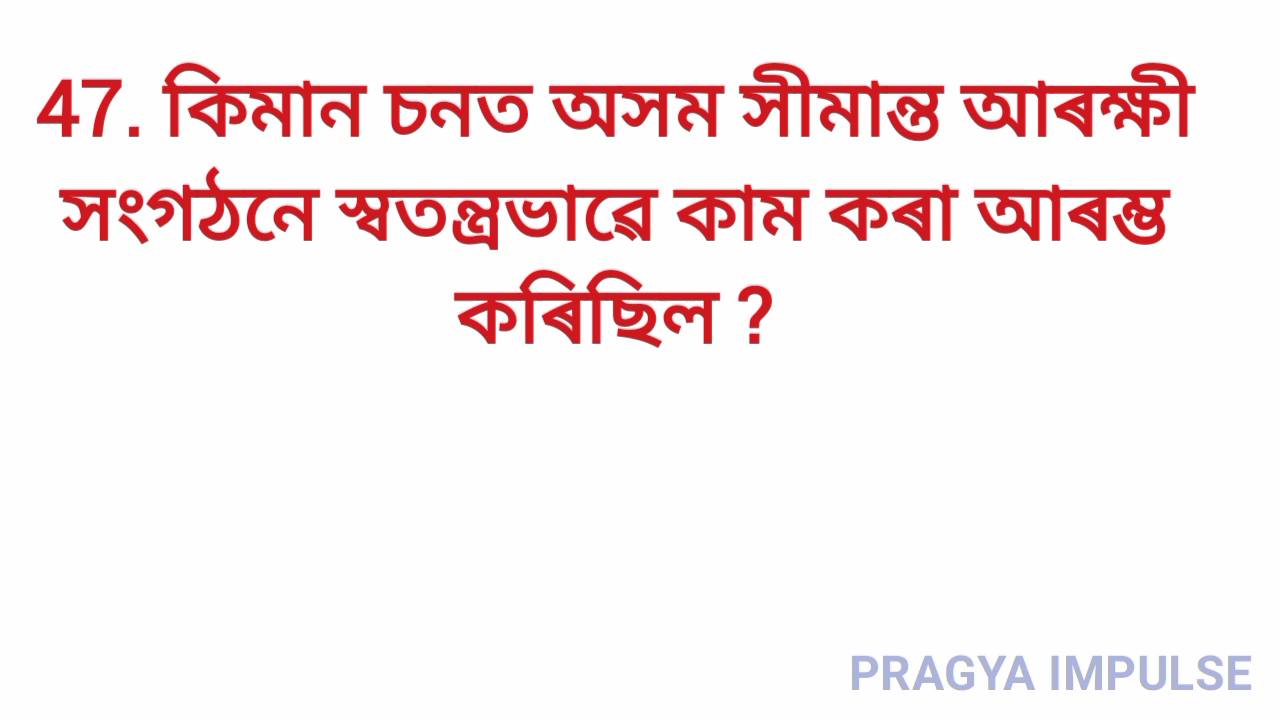 47. কিমান চনত অসম সীমান্ত আৰক্ষী
সংগঠনে স্বতন্ত্ৰভাৱে কাম কৰা আৰম্ভ
কৰিছিল ?
PRAGYA IMPULSE